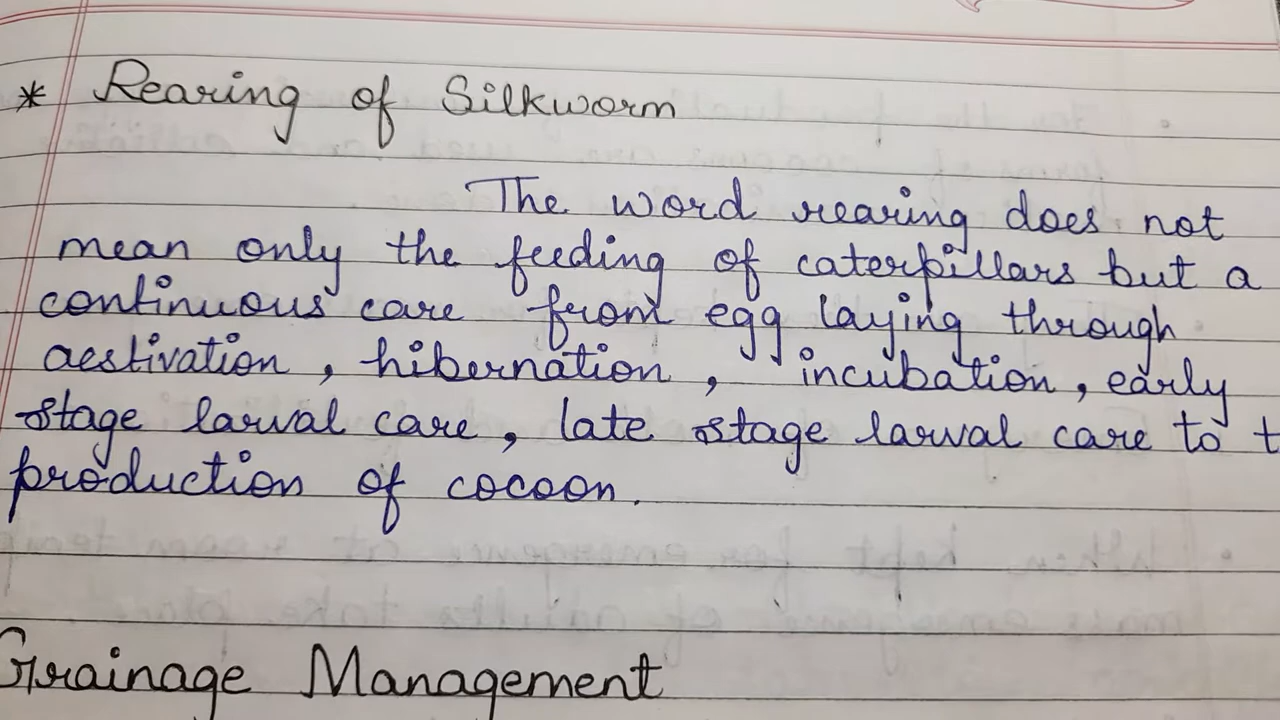 * Rearing of Silkworm
The word rearing does not
mean only the feeding of caterpillars but a
continuous care from egg laying through
aestivation, hibernation, incubation, early
stage larval care, late stage larval care to
production of cocoon.
Grainage Management